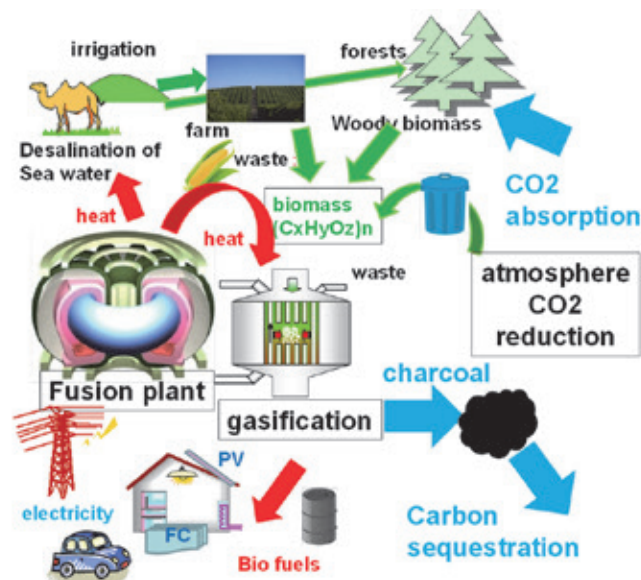 irrigation
forests
farm
Woody biomass
Desalination of
Sea water
waste
heat
biomass
(CxHyOz)n
CO2
absorption
heat
waste
atmosphere
CO2
reduction
Fusion plant
gasification
charcoal
PV
electricity
FC
Bio fuels
Carbon
sequestration